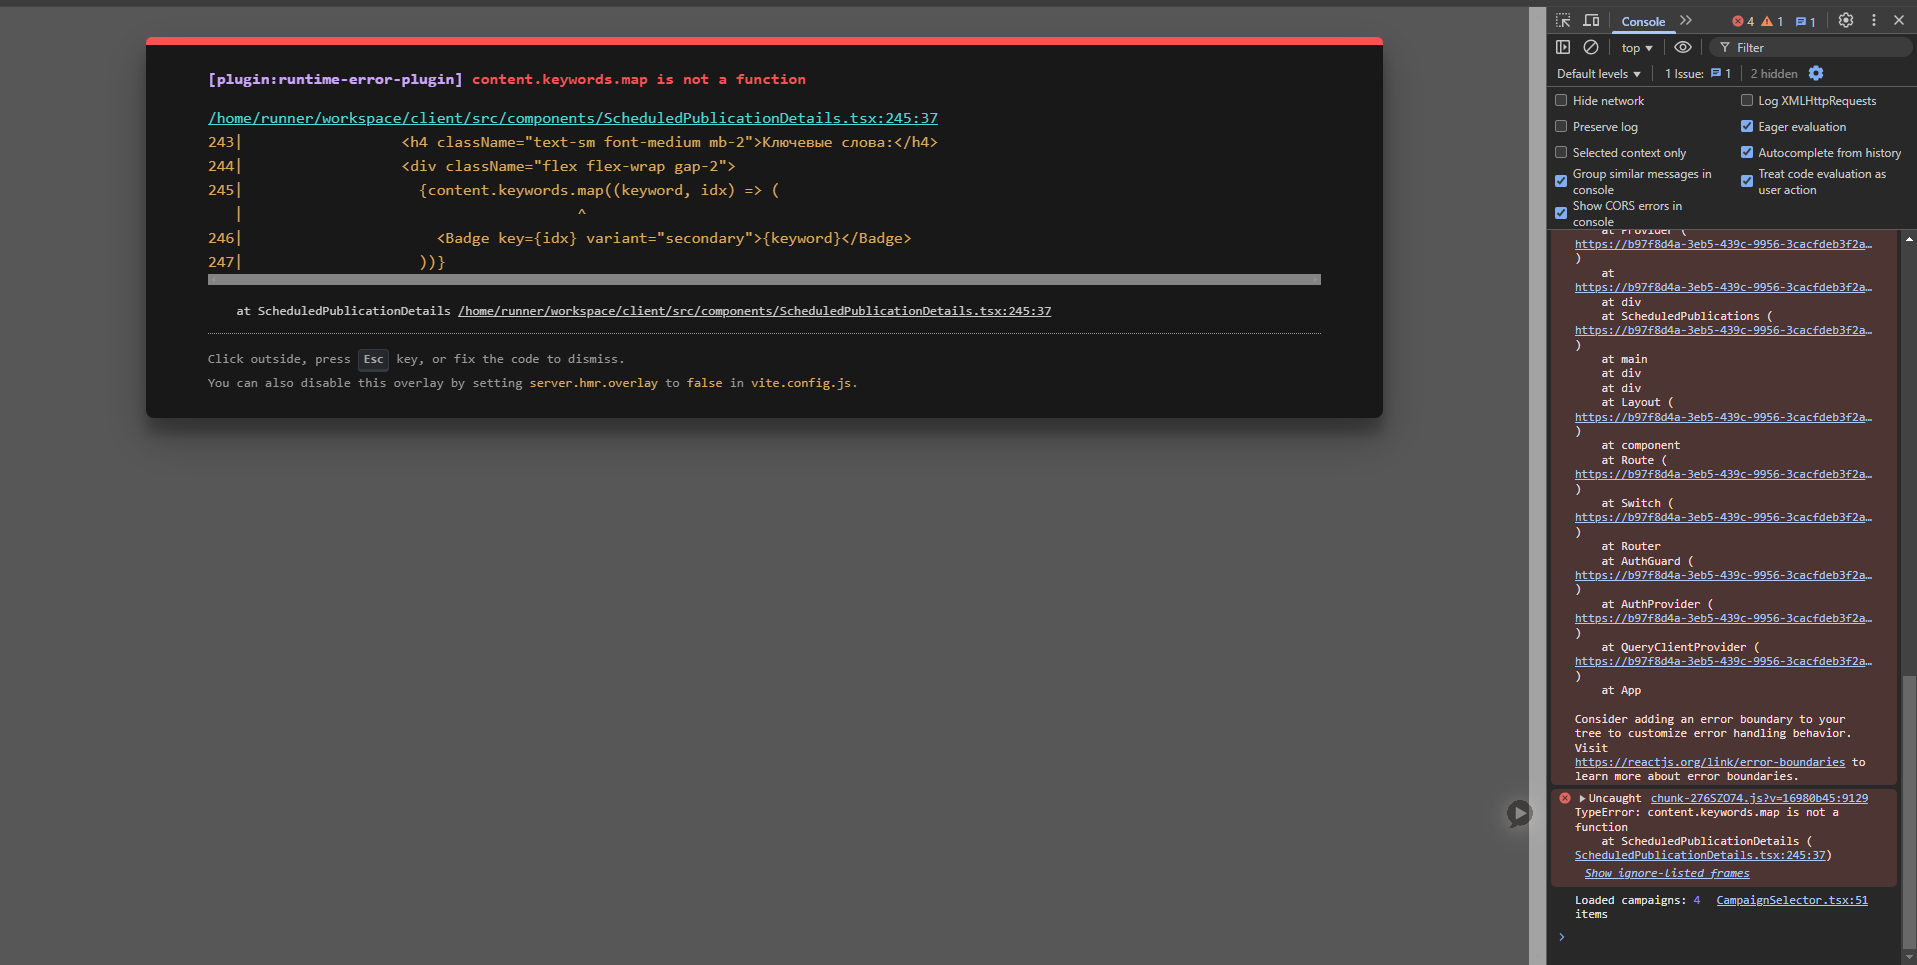 [plugin:runtime-error-plugin] content.keywords.map is not a function
/home/runner/workspace/client/src/components/ScheduledPublicationDetails.tsx:245:37
243|                  <h4 className="text-sm font-medium mb-2">Ключевые слова:</h4>
244|                  <div className="flex flex-wrap gap-2">
245|                    {content.keywords.map((keyword, idx) => (
   |                                     ^
246|                      <Badge key={idx} variant="secondary">{keyword}</Badge>
247|                    ))}
at ScheduledPublicationDetails /home/runner/workspace/client/src/components/ScheduledPublicationDetails.tsx:245:37
Click outside, press Esc key, or fix the code to dismiss.
You can also disable this overlay by setting server.hmr.overlay to false in vite.config.js.
Console 4 1 1
top Filter
Default levels 1 Issue: 1 2 hidden
Hide network Log XMLHttpRequests
Preserve log Eager evaluation
Selected context only Autocomplete from history
Group similar messages in console Treat code evaluation as user action
Show CORS errors in console
at Provider (
https://b97f8d4a-3eb5-439c-9956-3cacfdeb3f2a…
)
at
https://b97f8d4a-3eb5-439c-9956-3cacfdeb3f2a…
at div
at ScheduledPublications (
https://b97f8d4a-3eb5-439c-9956-3cacfdeb3f2a…
)
at main
at div
at div
at Layout (
https://b97f8d4a-3eb5-439c-9956-3cacfdeb3f2a…
)
at component
at Route (
https://b97f8d4a-3eb5-439c-9956-3cacfdeb3f2a…
)
at Switch (
https://b97f8d4a-3eb5-439c-9956-3cacfdeb3f2a…
)
at Router
at AuthGuard (
https://b97f8d4a-3eb5-439c-9956-3cacfdeb3f2a…
)
at AuthProvider (
https://b97f8d4a-3eb5-439c-9956-3cacfdeb3f2a…
)
at QueryClientProvider (
https://b97f8d4a-3eb5-439c-9956-3cacfdeb3f2a…
)
at App
Consider adding an error boundary to your
tree to customize error handling behavior.
Visit
https://reactjs.org/link/error-boundaries to
learn more about error boundaries.
Uncaught chunk-276SZO74.js?v=16980b45:9129
TypeError: content.keywords.map is not a
function
at ScheduledPublicationDetails (
ScheduledPublicationDetails.tsx:245:37)
Show ignore-listed frames
Loaded campaigns: 4 CampaignSelector.tsx:51
items